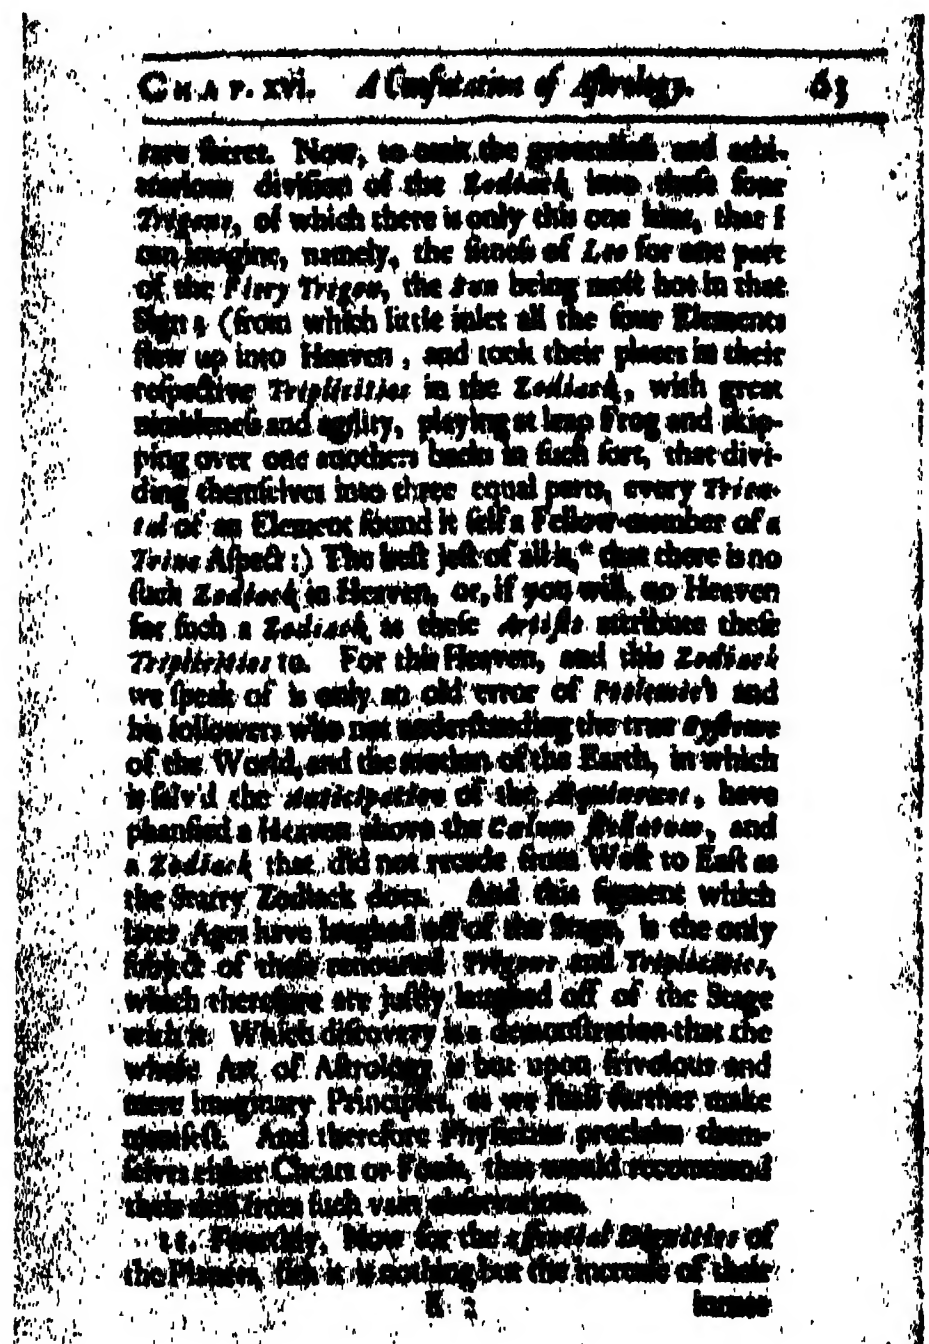 CHAP. XVI. A Confutation of Astrology. 63
rare secret. Now, to omit the groundless and arbi-
trarious division of the Zodiack into these four
Trigons, of which there is only this one hint, that I
can imagine, namely, the fitness of Leo for one part
of the Fiery Trigon, the Sun being most hot in that
Sign; (from which little inlet all the four Elements
flew up into Heaven, and took their places in their
respective Triplicities in the Zodiack, with great
nimbleness and agility, playing at leap Frog and skip-
ping over one anothers backs in such sort, that divi-
ding themselves into three equal parts, every Trien-
tal of an Element found it self a Fellow-member of a
Trine Aspect:) The best jest of all is, * that there is no
such Zodiack in Heaven, or, if you will, no Heaven
for such a Zodiack as these Artists attribute these
Triplicities to. For this Heaven, and this Zodiack
we speak of is only an old error of Ptolemie's and
his followers who not understanding the true Systeme
of the World, and the motion of the Earth, in which
is salv'd the Anticipation of the Æquinoxes, have
phansied a Heaven above the Cœlum stellatum, and
a Zodiack that did not recede from West to East as
the Starry Zodiack does. And this figment which
later Ages have laughed off of the Stage, is the only
subject of these renouned Trigons and Triplicities,
which therefore are justly laughed off of the Stage
with it. Which discovery is a demonstration that the
whole Art of Astrology is but upon frivolous and
mere Imaginary Principles, as we shall further make
manifest. And therefore Physicians proclaim them-
selves either Cheats or Fools, that would recommend
their skill from such vain observations.
11. Fourthly, Now for the essential Dignities of
the Planets, sith it is nothing but the increase of their
K 2 innate